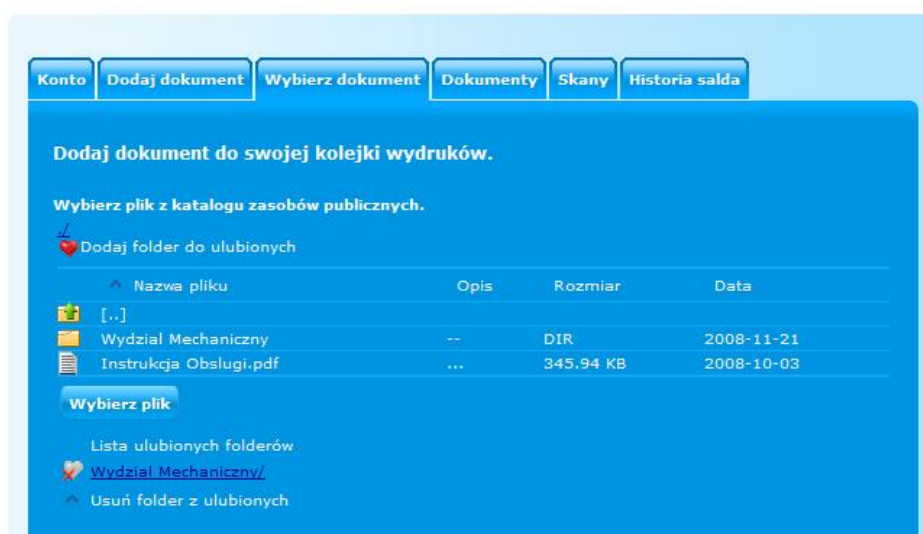 Konto Dodaj dokument Wybierz dokument Dokumenty Skany Historia salda
Dodaj dokument do swojej kolejki wydruków.
Wybierz plik z katalogu zasobów publicznych.
./
Dodaj folder do ulubionych
Nazwa pliku Opis Rozmiar Data
[..]
Wydzial Mechaniczny -- DIR 2008-11-21
Instrukcja Obslugi.pdf ... 345.94 KB 2008-10-03
Wybierz plik
Lista ulubionych folderów
Wydzial Mechaniczny/
Usuń folder z ulubionych